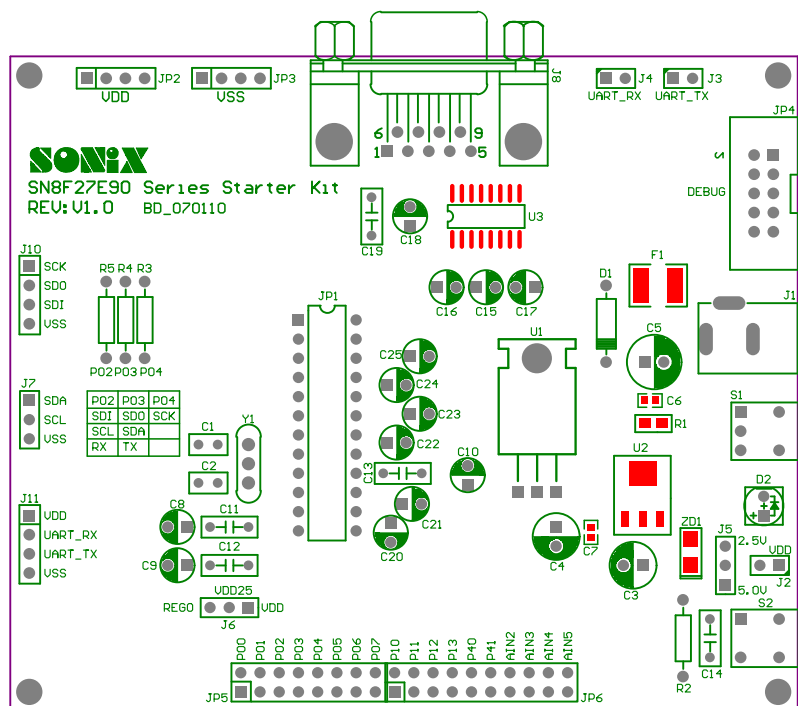 JP2
JP3
J8
J4
J3
VDD
VSS
UART_RX
UART_TX
JP4
6
9
1
5
SONiX
SN8F27E90 Series Starter Kit
REV:V1.0
BD_070110
DEBUG
U3
C18
C19
J10
SCK
SDO
SDI
VSS
R5
R4
R3
P02
P03
P04
D1
F1
J1
C16
C15
C17
JP1
U1
C5
C25
C24
C23
C22
C6
R1
S1
J7
SDA
SCL
VSS
P02 P03 P04
SDI SDO SCK
SCL SDA
RX TX
C1
Y1
C2
C13
C10
U2
D2
+
+
J11
VDD
UART_RX
UART_TX
VSS
C8
C11
C21
C20
C9
C12
C4
C7
ZD1
J5
2.5V
5.0V
VDD
J2
C3
VDD25
REGO
VDD
J6
S2
R2
C14
P00
P01
P02
P03
P04
P05
P06
P07
P10
P11
P12
P13
P40
P41
AIN2
AIN3
AIN4
AIN5
JP5
JP6